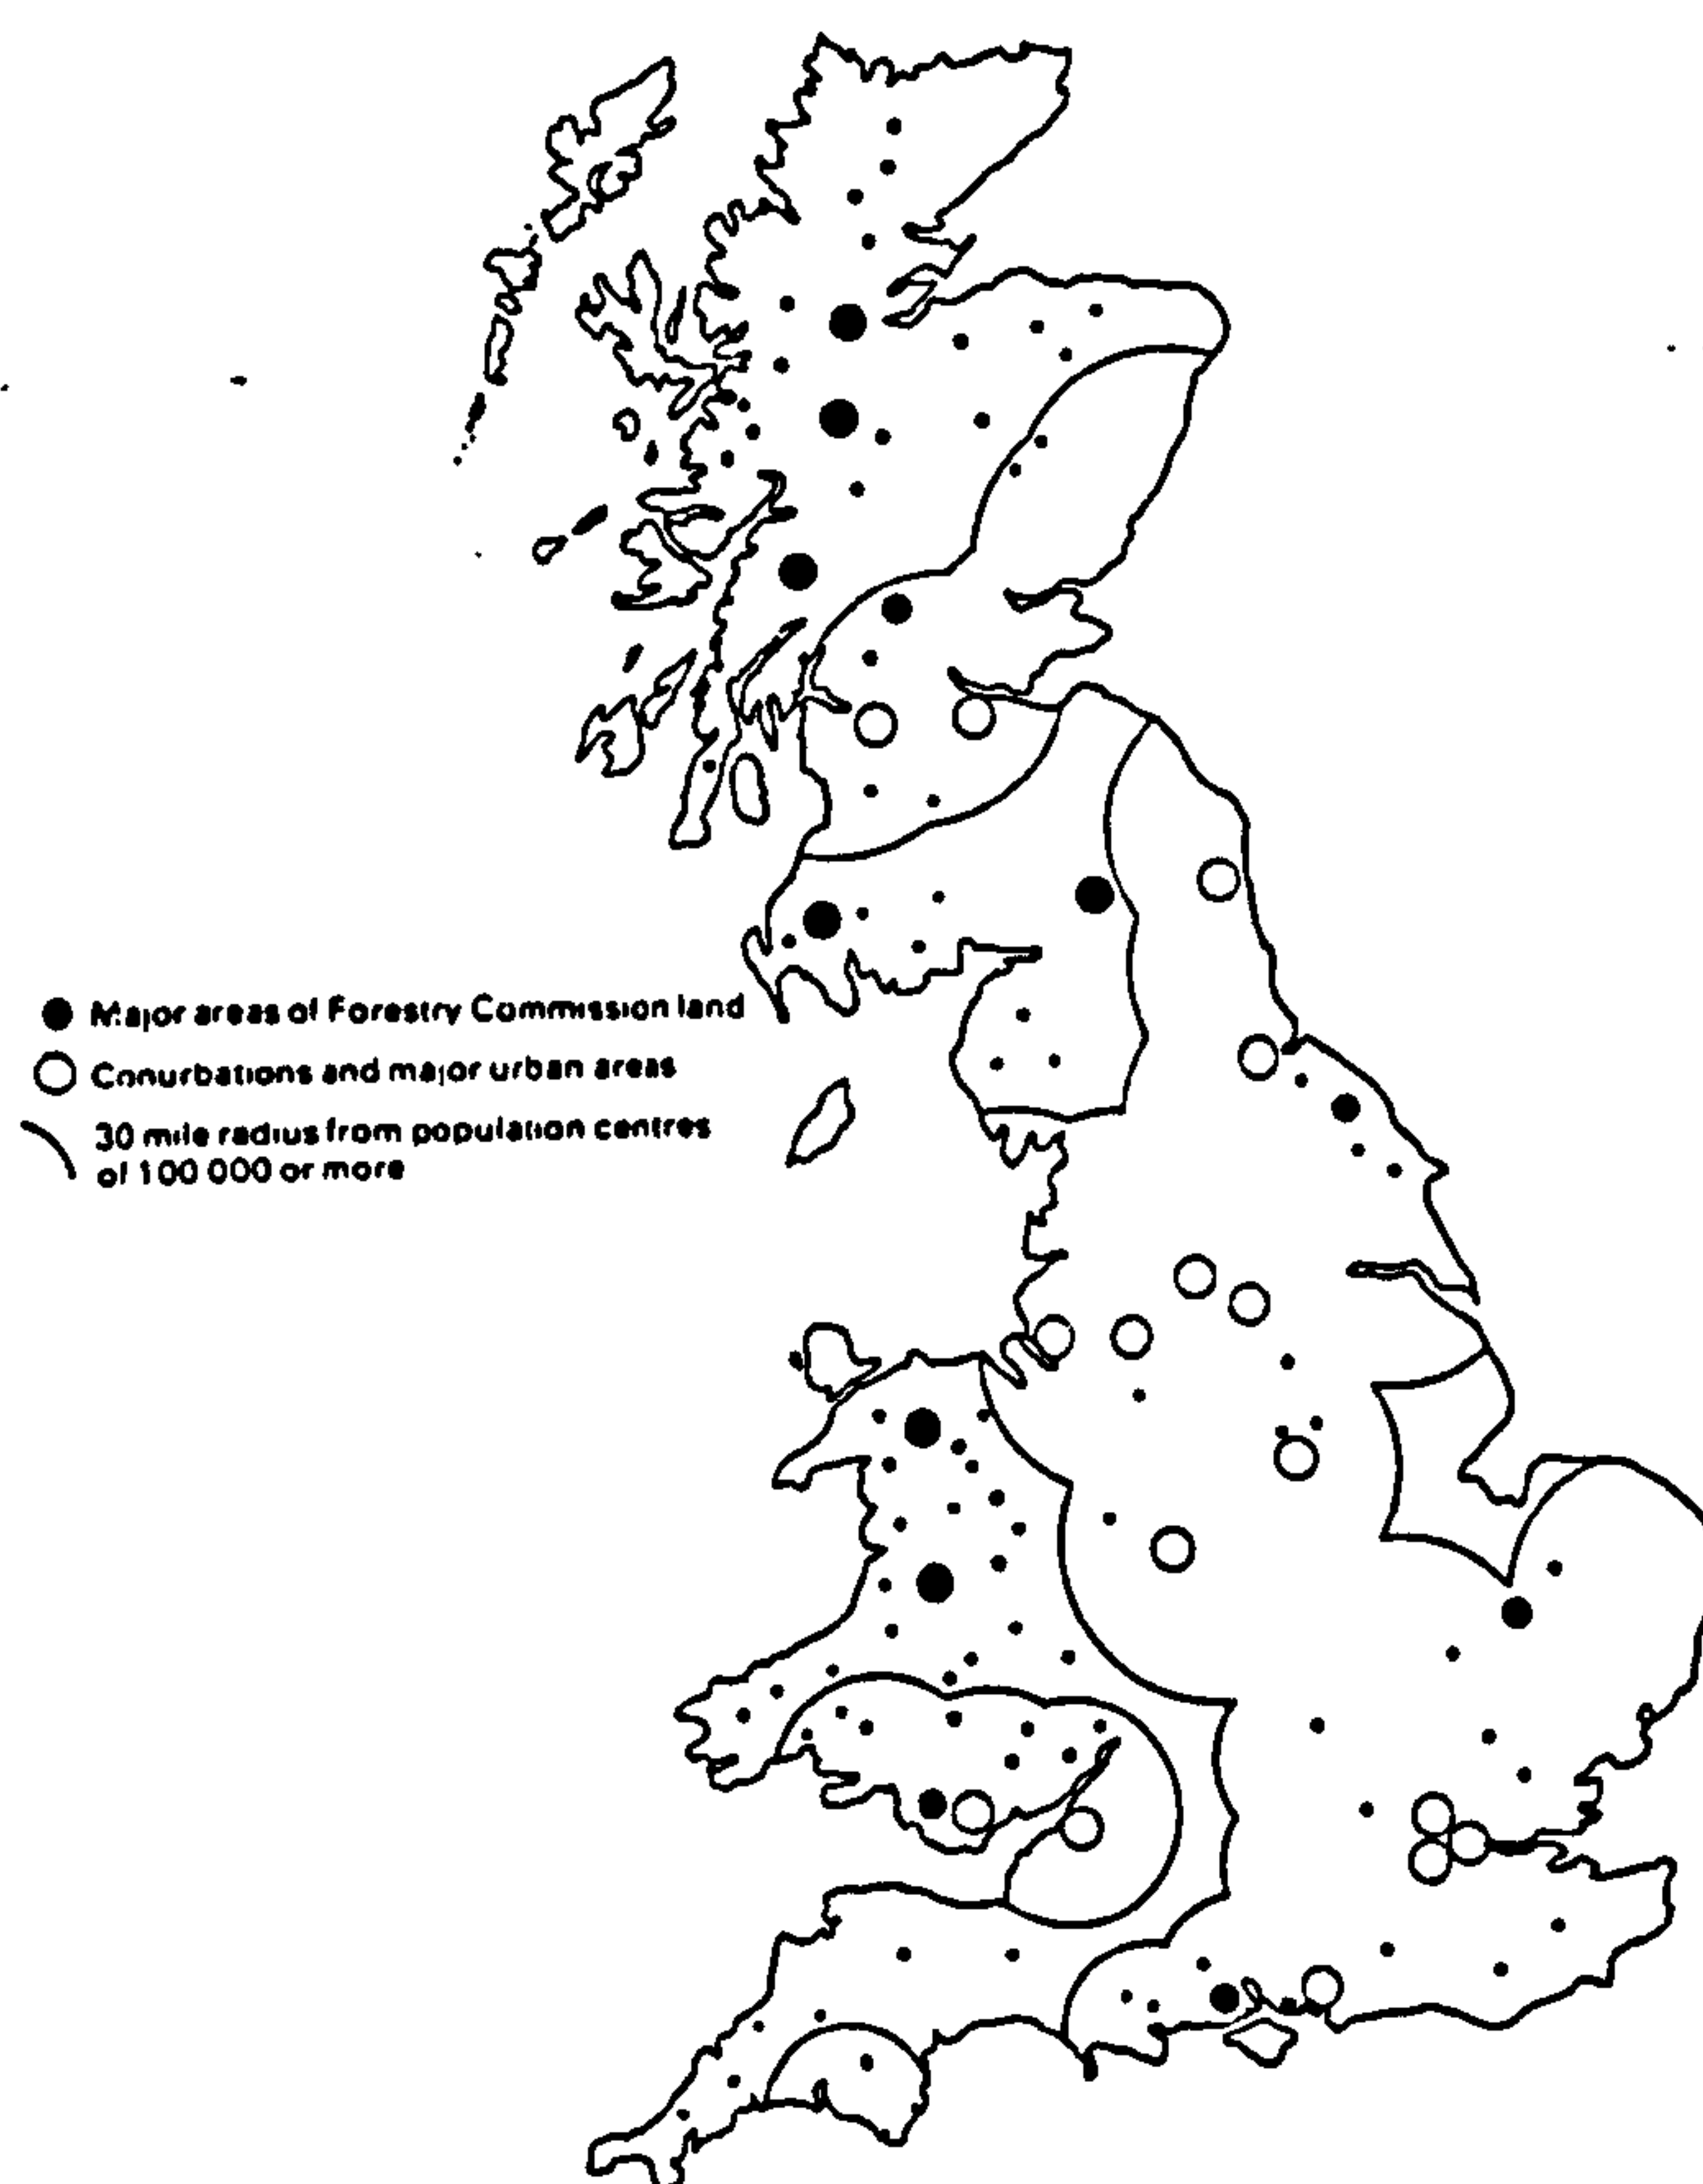 Major areas of Forestry Commission land
Conurbations and major urban areas
30 mile radius from population centres
of 100 000 or more